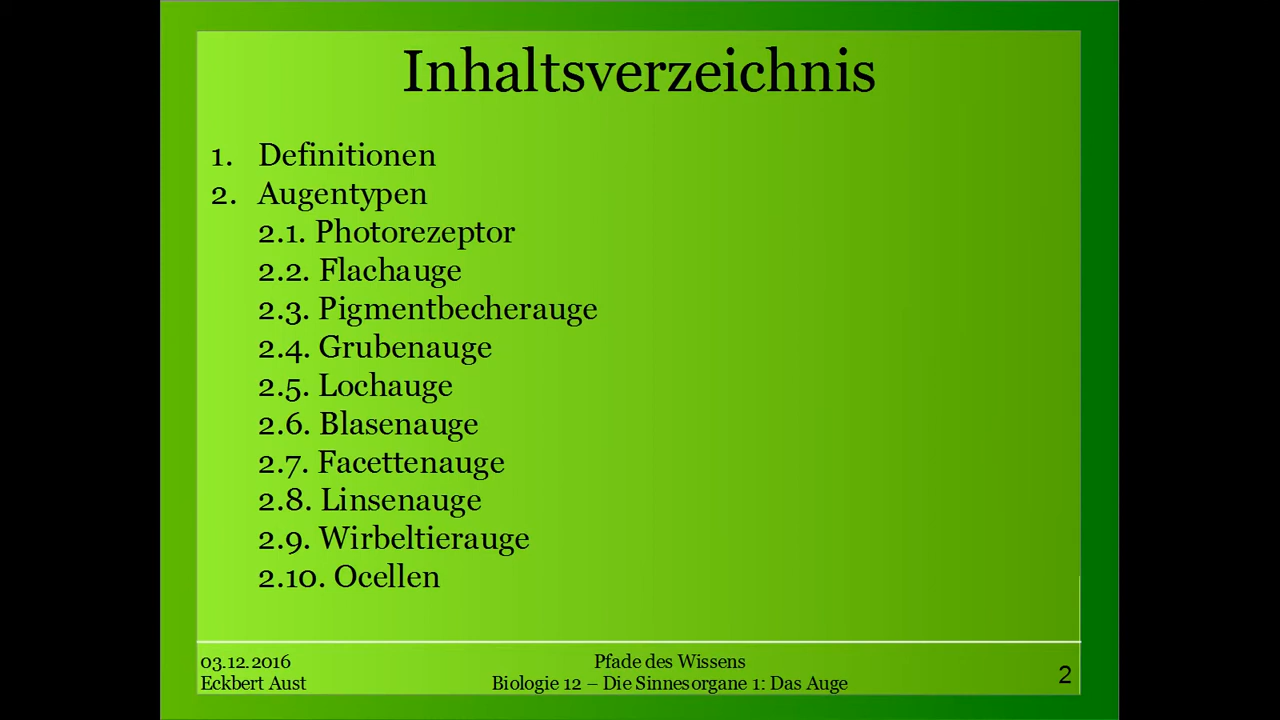 Inhaltsverzeichnis
1. Definitionen
2. Augentypen
2.1. Photorezeptor
2.2. Flachauge
2.3. Pigmentbecherauge
2.4. Grubenauge
2.5. Lochauge
2.6. Blasenauge
2.7. Facettenauge
2.8. Linsenauge
2.9. Wirbeltierauge
2.10. Ocellen
03.12.2016
Eckbert Aust
Pfade des Wissens
Biologie 12 – Die Sinnesorgane 1: Das Auge
2